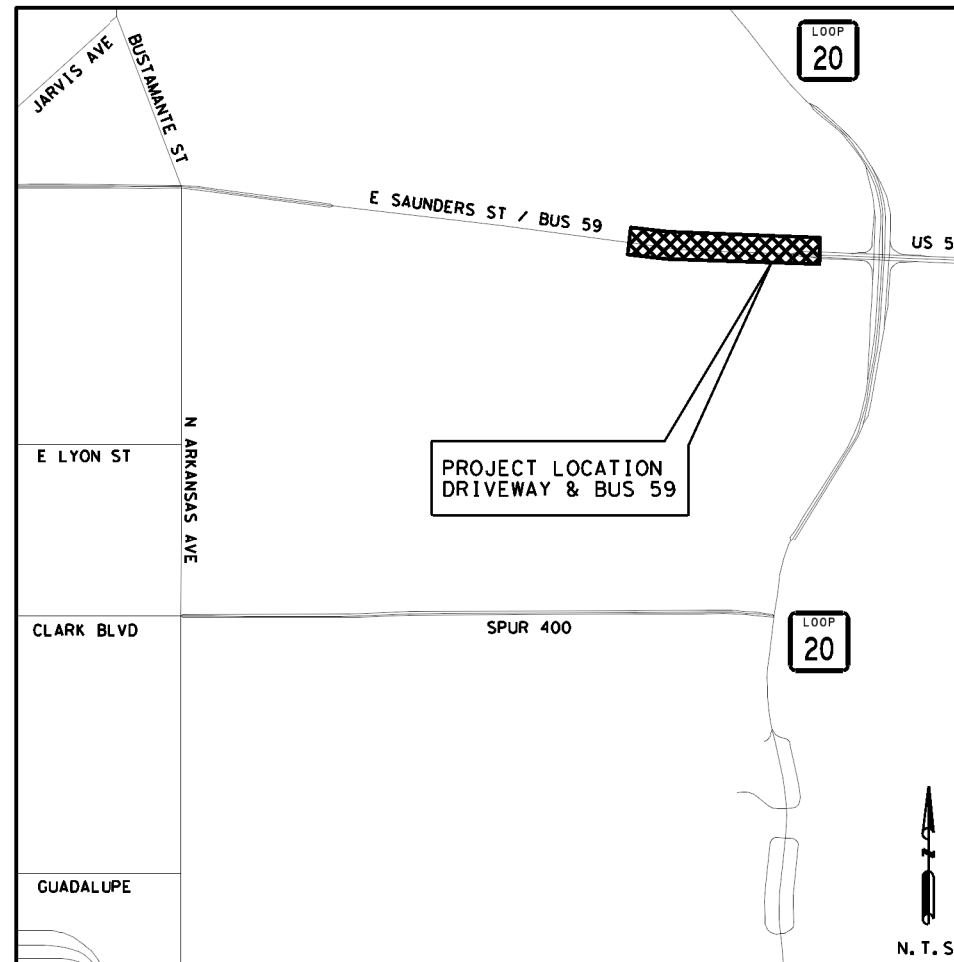 LOOP
20
JARVIS AVE
BUSTAMANTE ST
E SAUNDERS ST / BUS 59
US 5
N ARKANSAS AVE
E LYON ST
PROJECT LOCATION
DRIVEWAY & BUS 59
CLARK BLVD
SPUR 400
LOOP
20
GUADALUPE
N
N.T.S